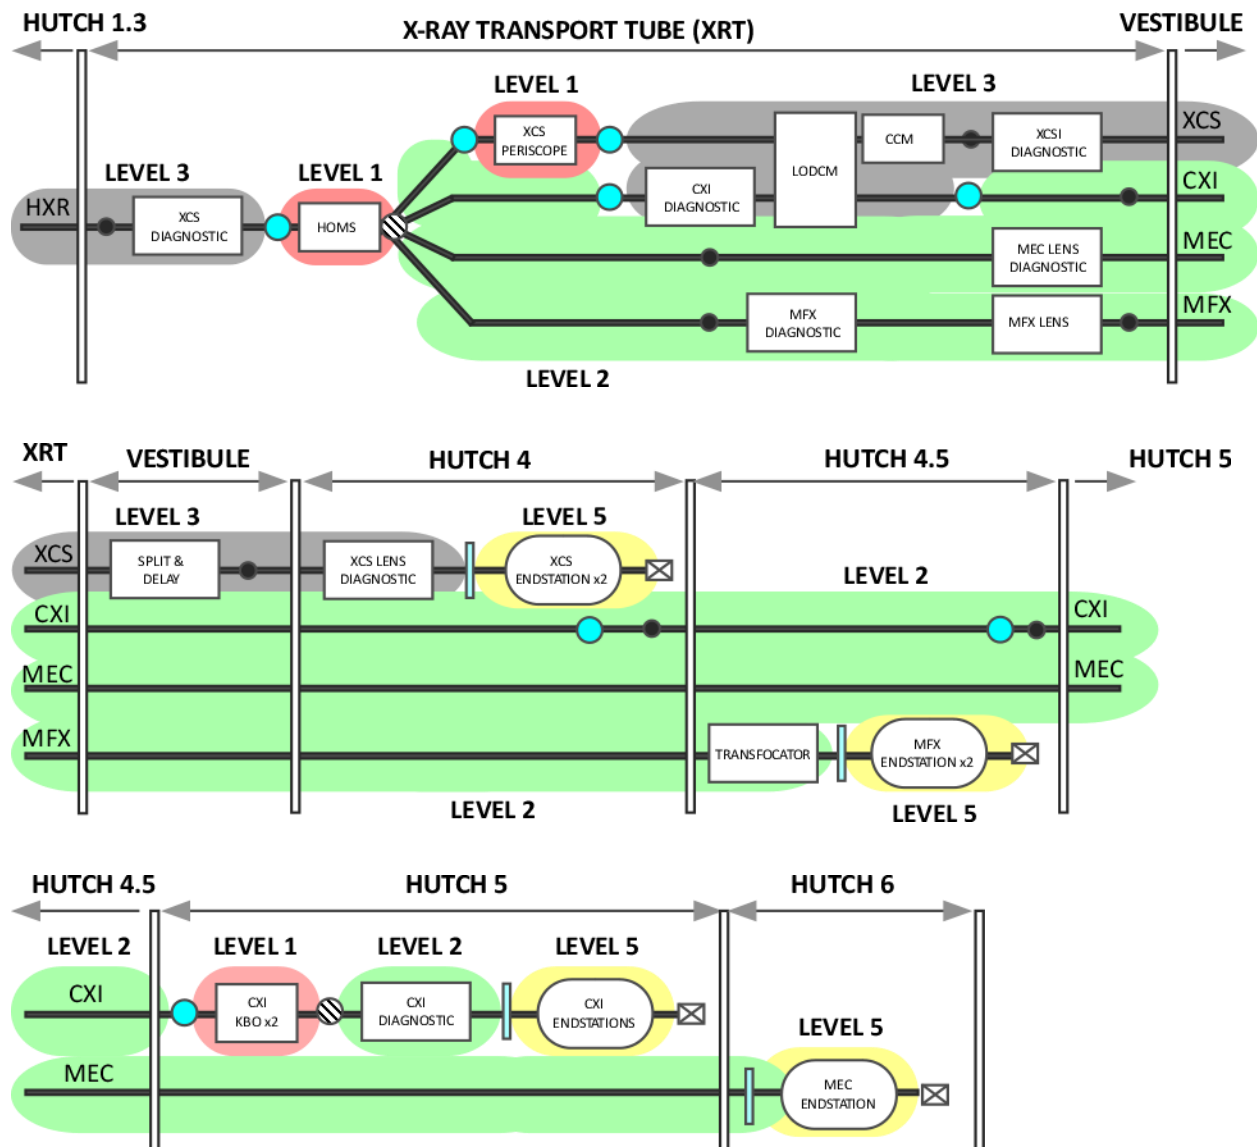 HUTCH 1.3
X-RAY TRANSPORT TUBE (XRT)
VESTIBULE
LEVEL 1
LEVEL 3
XCS
PERISCOPE
LODCM
CCM
XCSI
DIAGNOSTIC
XCS
LEVEL 3
LEVEL 1
CXI
DIAGNOSTIC
CXI
HXR
XCS
DIAGNOSTIC
HOMS
MEC
MEC LENS
DIAGNOSTIC
MFX
MFX
DIAGNOSTIC
MFX LENS
LEVEL 2
XRT
VESTIBULE
HUTCH 4
HUTCH 4.5
HUTCH 5
LEVEL 3
LEVEL 5
XCS
SPLIT &
DELAY
XCS LENS
DIAGNOSTIC
XCS
ENDSTATION x2
LEVEL 2
CXI
CXI
MEC
MEC
MFX
TRANSFOCATOR
MFX
ENDSTATION x2
LEVEL 2
LEVEL 5
HUTCH 4.5
HUTCH 5
HUTCH 6
LEVEL 2
LEVEL 1
LEVEL 2
LEVEL 5
CXI
CXI
KBO x2
CXI
DIAGNOSTIC
CXI
ENDSTATIONS
LEVEL 5
MEC
MEC
ENDSTATION